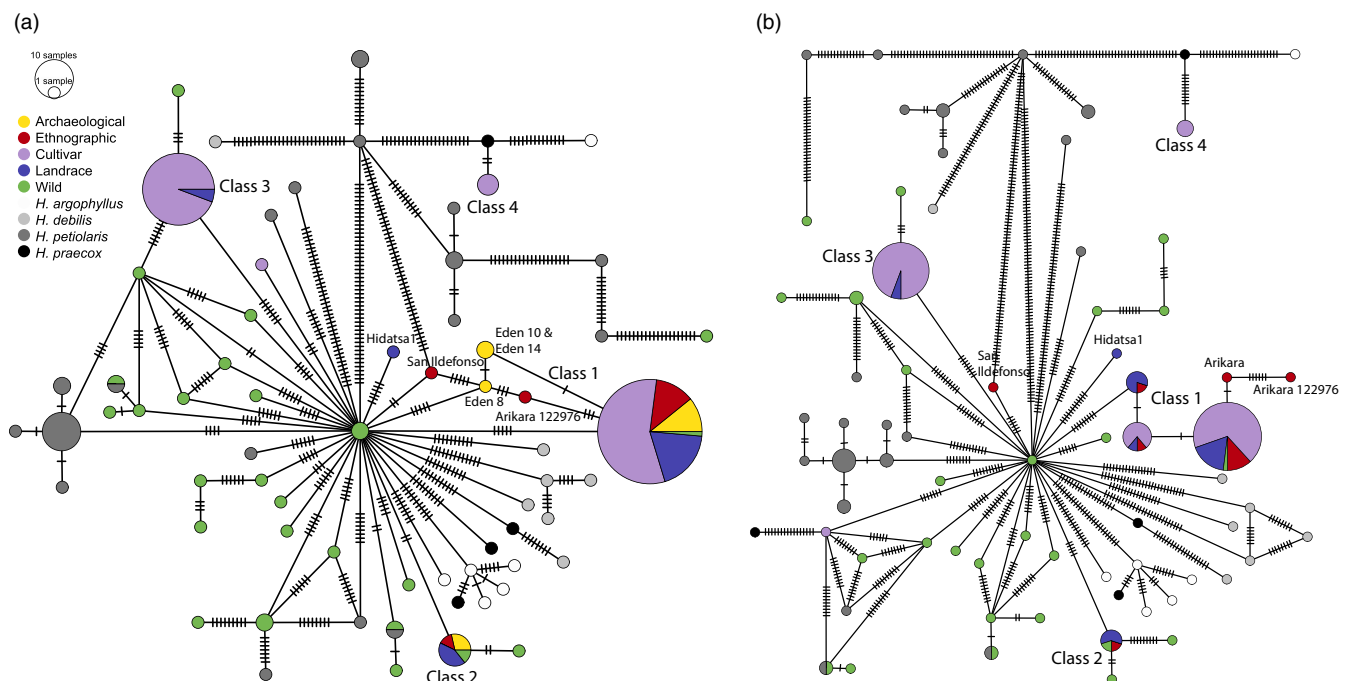 (a)
10 samples
1 sample
Archaeological
Ethnographic
Cultivar
Landrace
Wild
H. argophyllus
H. debilis
H. petiolaris
H. praecox
Class 3
Class 4
Hidatsa1
San Ildefonso
Eden 10 &
Eden 14
Eden 8
Class 1
Arikara 122976
Class 2
(b)
Class 4
Class 3
San
Ildefonso
Hidatsa1
Class 1
Arikara
Arikara 122976
Class 2